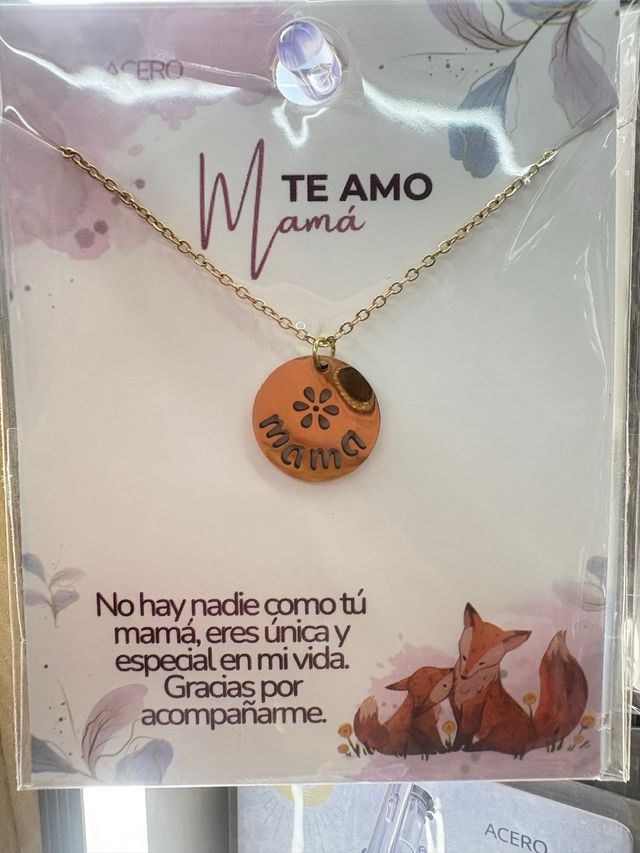 ACERO
TE AMO
Mamá
mama
No hay nadie como tú
mamá, eres única y
especial en mi vida.
Gracias por
acompañarme.
ACERO